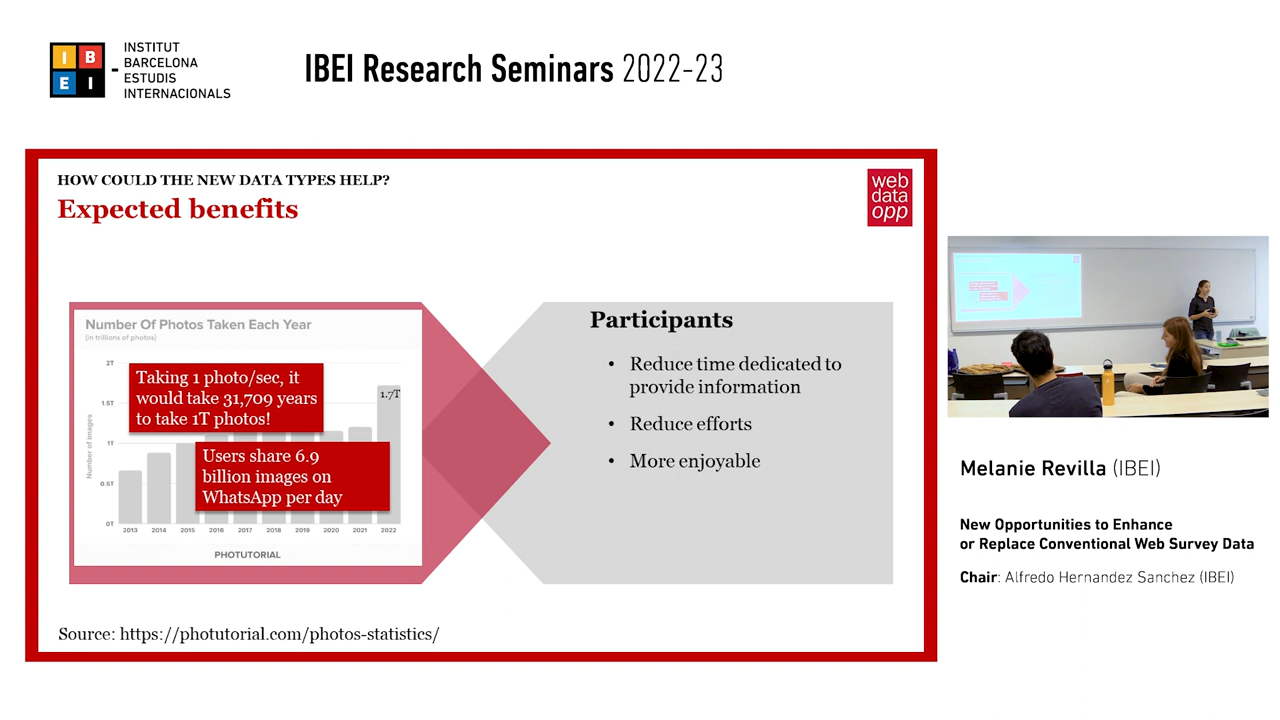 I B E I
INSTITUT
BARCELONA
ESTUDIS
INTERNACIONALS
IBEI Research Seminars 2022-23
HOW COULD THE NEW DATA TYPES HELP?
Expected benefits
web
data
opp
Number Of Photos Taken Each Year
(in trillions of photos)
Number of images
2T
1.5T
1T
0.5T
0T
1.7T
Taking 1 photo/sec, it
would take 31,709 years
to take 1T photos!
Users share 6.9
billion images on
WhatsApp per day
2013 2014 2015 2016 2017 2018 2019 2020 2021 2022
PHOTUTORIAL
Participants
• Reduce time dedicated to
provide information
• Reduce efforts
• More enjoyable
Source: https://photutorial.com/photos-statistics/
Melanie Revilla (IBEI)
New Opportunities to Enhance
or Replace Conventional Web Survey Data
Chair: Alfredo Hernandez Sanchez (IBEI)